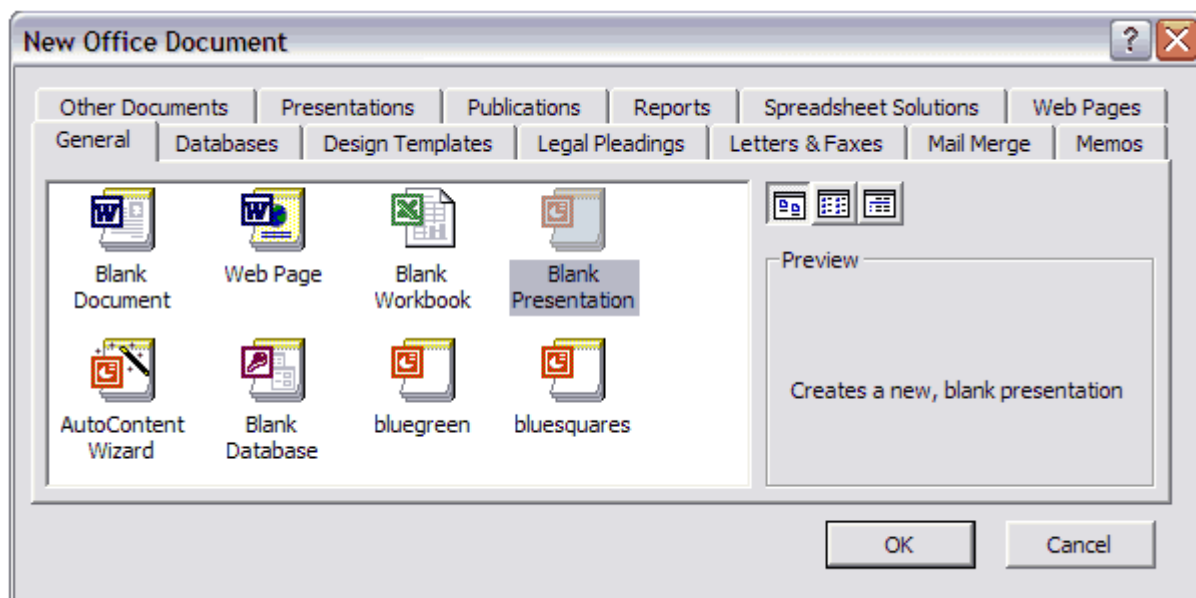 New Office Document
Other Documents
Presentations
Publications
Reports
Spreadsheet Solutions
Web Pages
General
Databases
Design Templates
Legal Pleadings
Letters & Faxes
Mail Merge
Memos
Blank
Document
Web Page
Blank
Workbook
Blank
Presentation
AutoContent
Wizard
Blank
Database
bluegreen
bluesquares
Preview
Creates a new, blank presentation
OK
Cancel